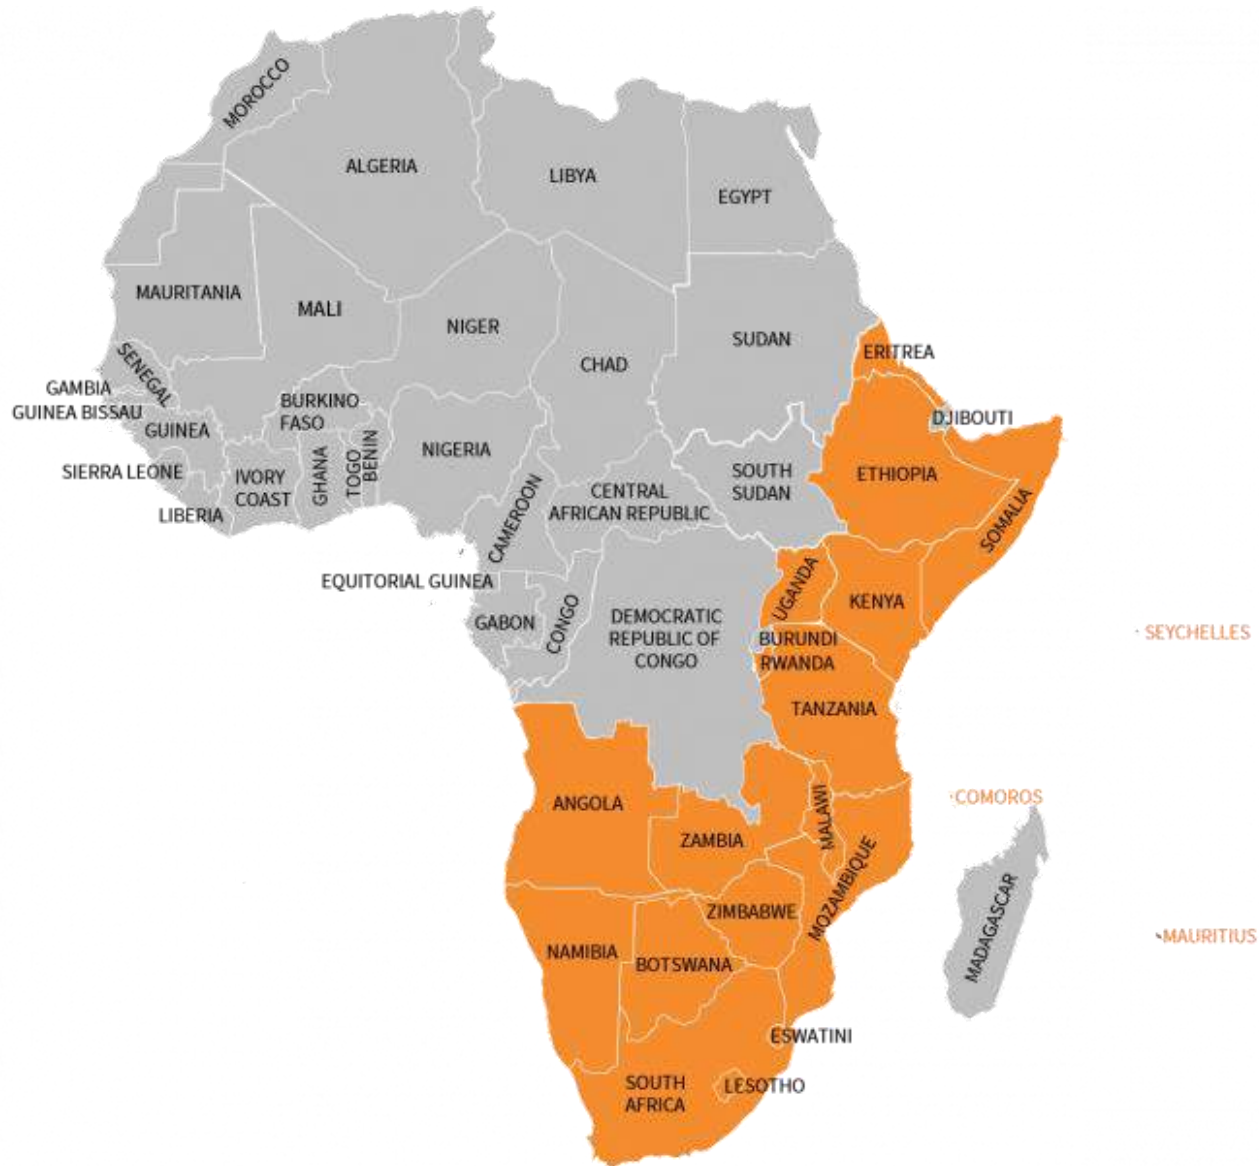 MOROCCO
ALGERIA
LIBYA
EGYPT
MAURITANIA
MALI
NIGER
CHAD
SUDAN
ERITREA
SENEGAL
GAMBIA
GUINEA BISSAU
GUINEA
BURKINO
FASO
NIGERIA
DJIBOUTI
SIERRA LEONE
IVORY
COAST
GHANA
TOGO
BENIN
LIBERIA
CAMEROON
CENTRAL
AFRICAN REPUBLIC
SOUTH
SUDAN
ETHIOPIA
SOMALIA
EQUITORIAL GUINEA
GABON
CONGO
DEMOCRATIC
REPUBLIC OF
CONGO
UGANDA
KENYA
BURUNDI
RWANDA
SEYCHELLES
TANZANIA
ANGOLA
ZAMBIA
MALAWI
COMOROS
MOZAMBIQUE
ZIMBABWE
NAMIBIA
BOTSWANA
MADAGASCAR
MAURITIUS
ESWATINI
SOUTH
AFRICA
LESOTHO